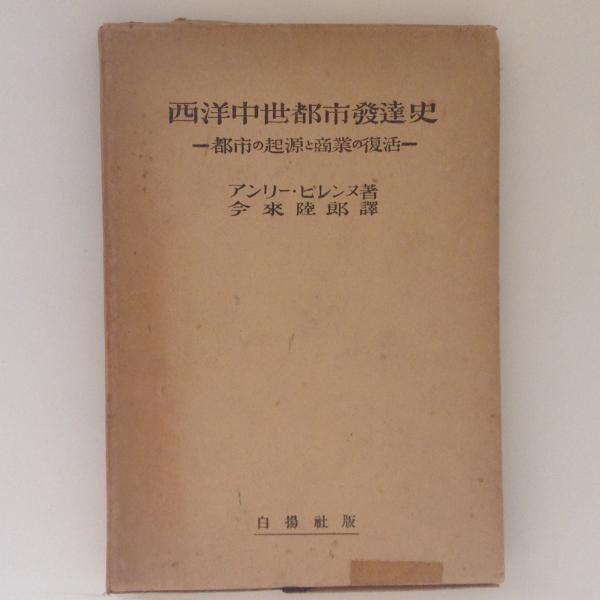 西洋中世都市發達史
ー都市の起源と商業の復活ー
アンリー・ピレンヌ著
今來陸郎譯
白揚社版